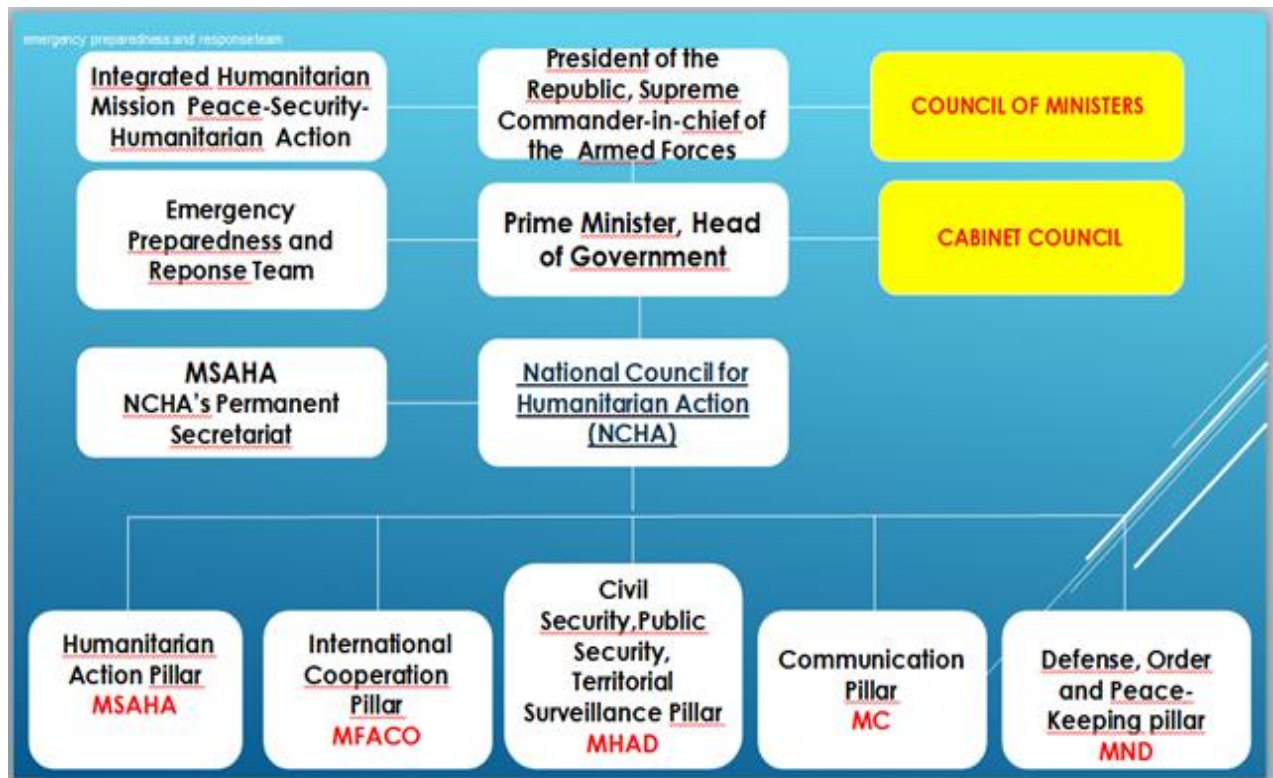 emergency preparedness and responseteam
Integrated Humanitarian
Mission Peace-Security-
Humanitarian Action
President of the
Republic, Supreme
Commander-in-chief of
the Armed Forces
COUNCIL OF MINISTERS
Emergency
Preparedness and
Reponse Team
Prime Minister, Head
of Government
CABINET COUNCIL
MSAHA
NCHA's Permanent
Secretariat
National Council for
Humanitarian Action
(NCHA)
Humanitarian
Action Pillar
MSAHA
International
Cooperation
Pillar
MFACO
Civil
Security,Public
Security,
Territorial
Surveillance Pillar
MHAD
Communication
Pillar
MC
Defense, Order
and Peace-
Keeping pillar
MND